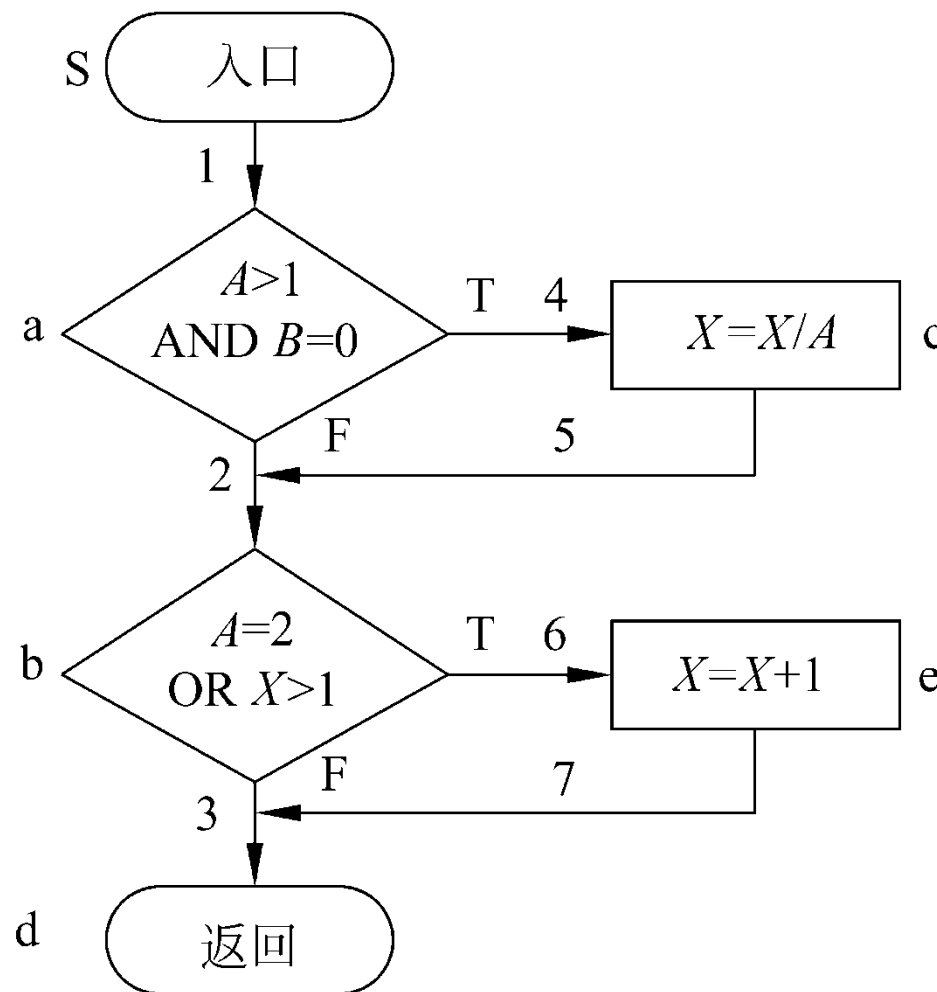 S 入口
1
A>1
a AND B=0
T 4
X=X/A c
F 5
2
A=2
b OR X>1
T 6
X=X+1 e
F 7
3
d 返回